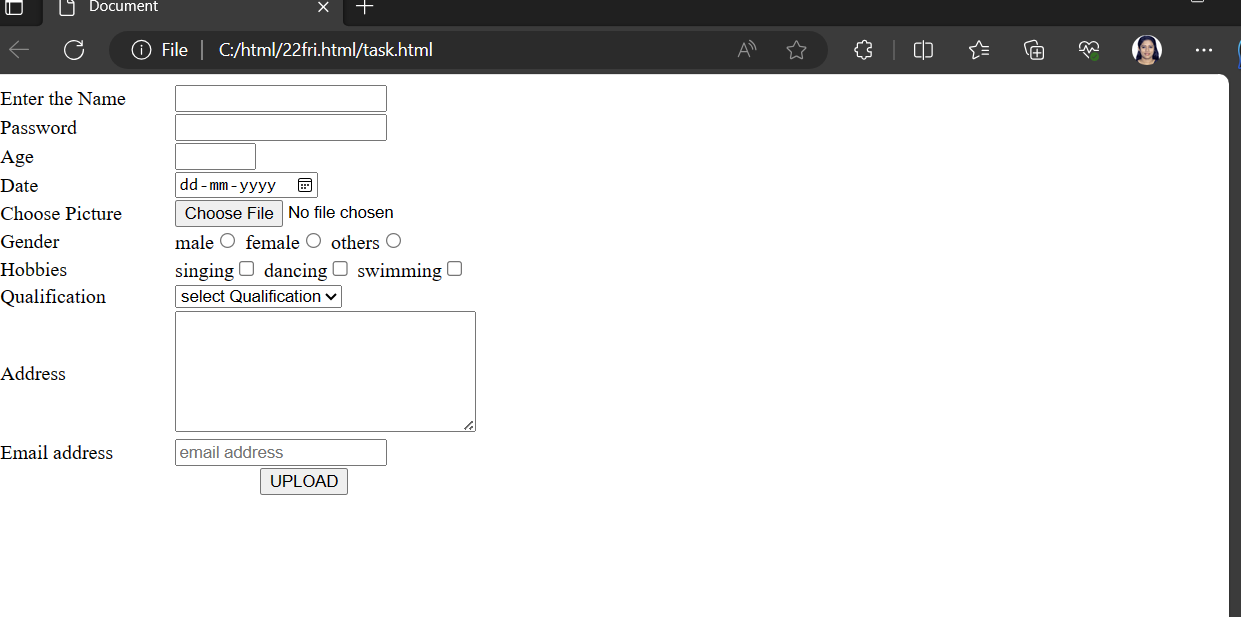 Document
File C:/html/22fri.html/task.html
Enter the Name
Password
Age
Date dd-mm-yyyy
Choose Picture Choose File No file chosen
Gender male female others
Hobbies singing dancing swimming
Qualification select Qualification
Address
Email address email address
UPLOAD